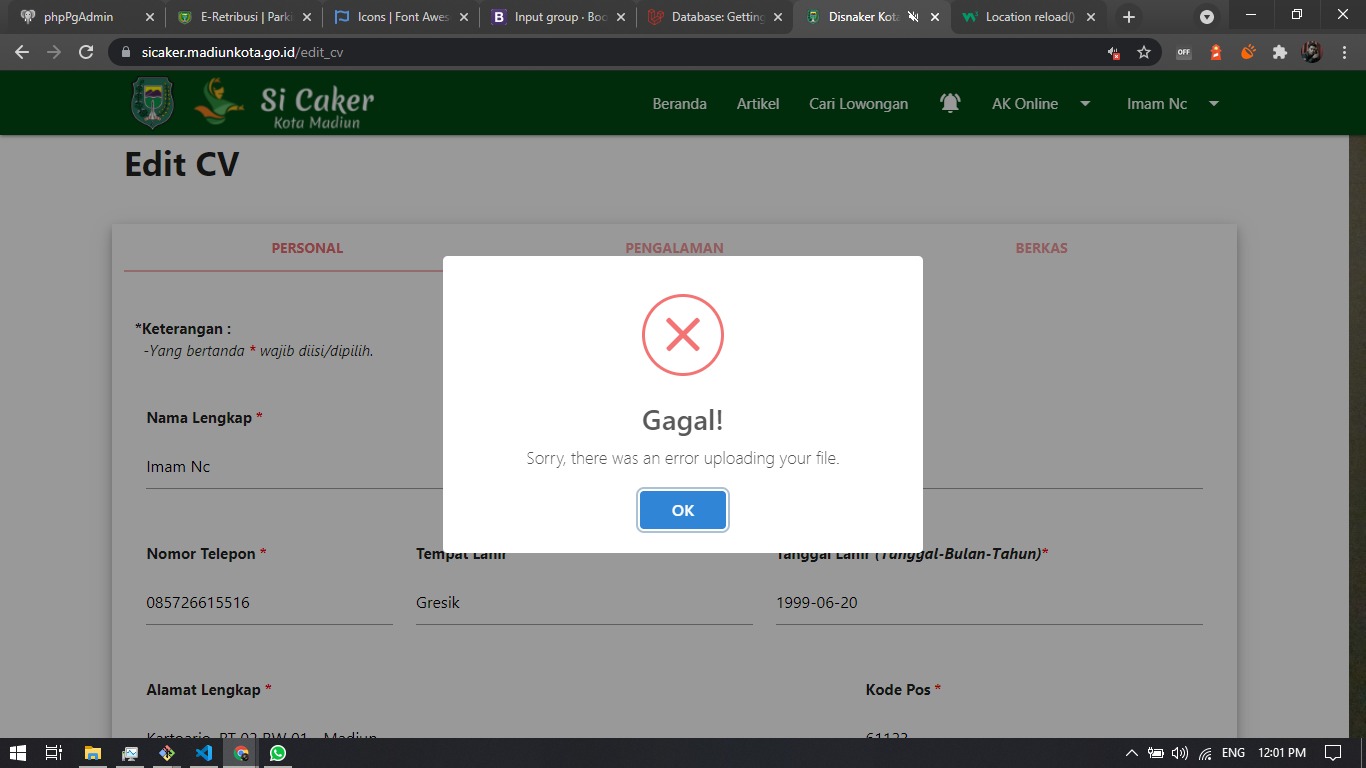 phpPgAdmin
E-Retribusi | Parki
Icons | Font Awes
Input group · Boo
Database: Getting
Disnaker Kota
Location reload()
sicaker.madiunkota.go.id/edit_cv
OFF
Si Caker
Kota Madiun
Beranda
Artikel
Cari Lowongan
AK Online
Imam Nc
Edit CV
PERSONAL
PENGALAMAN
BERKAS
*Keterangan :
-Yang bertanda * wajib diisi/dipilih.
Nama Lengkap *
Imam Nc
Gagal!
Sorry, there was an error uploading your file.
OK
Nomor Telepon *
Tempat Lahir
Tanggal Lahir (Tanggal-Bulan-Tahun)*
085726615516
Gresik
1999-06-20
Alamat Lengkap *
Kode Pos *
Kartoarjo, RT 02 RW 01 - Madiun
61123
ENG
12:01 PM